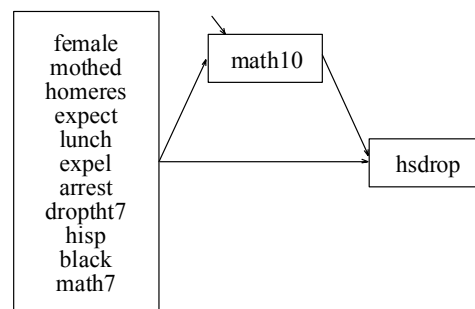 female
mothed
homeres
expect
lunch
expel
arrest
droptht7
hisp
black
math7
math10
hsdrop